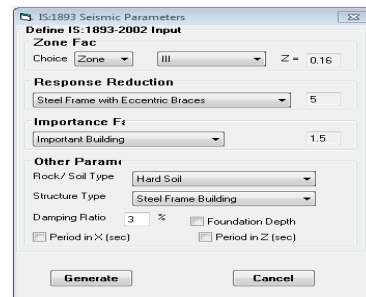 IS:1893 Seismic Parameters
Define IS:1893-2002 Input
Zone Fac
Choice Zone III Z = 0.16
Response Reduction
Steel Frame with Eccentric Braces 5
Importance Fa
Important Building 1.5
Other Parame
Rock/ Soil Type Hard Soil
Structure Type Steel Frame Building
Damping Ratio 3 % Foundation Depth
Period in X (sec) Period in Z (sec)
Generate Cancel